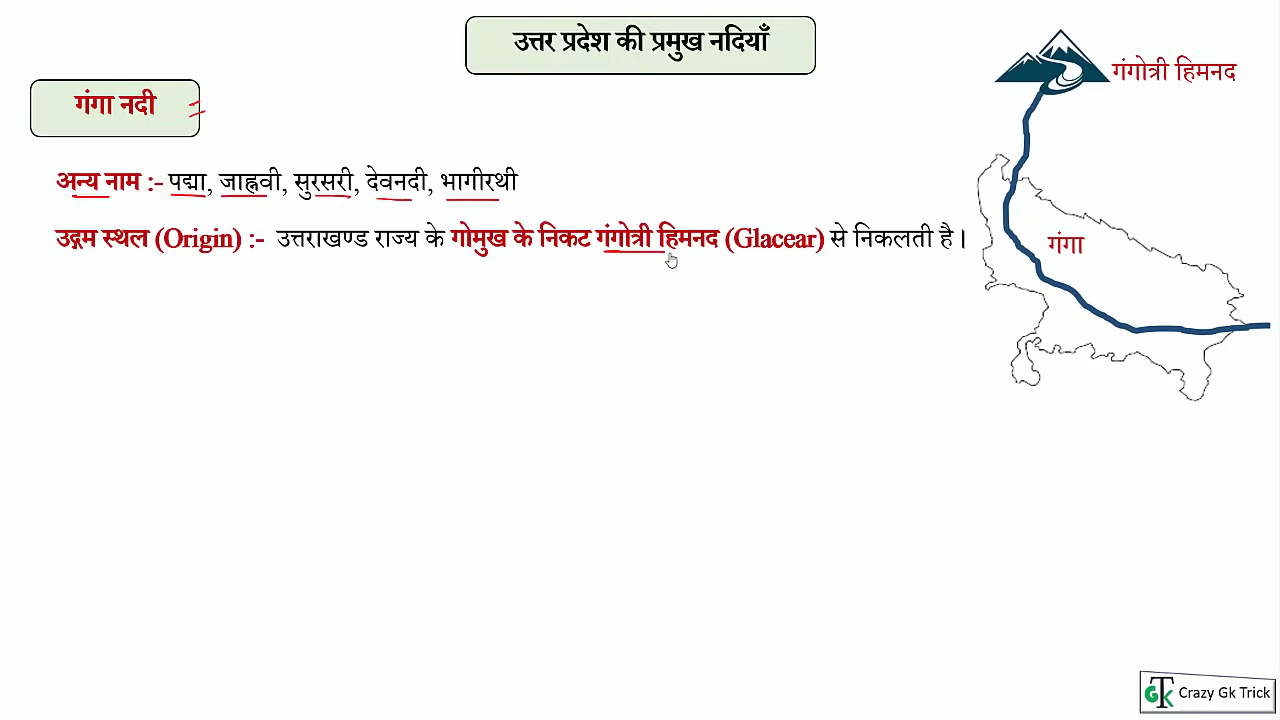 उत्तर प्रदेश की प्रमुख नदियाँ
गंगोत्री हिमनद
गंगा नदी
अन्य नाम :- पद्मा, जाह्नवी, सुरसरी, देवनदी, भागीरथी
उद्गम स्थल (Origin) :- उत्तराखण्ड राज्य के गोमुख के निकट गंगोत्री हिमनद (Glacear) से निकलती है।
गंगा
GTK Crazy Gk Trick